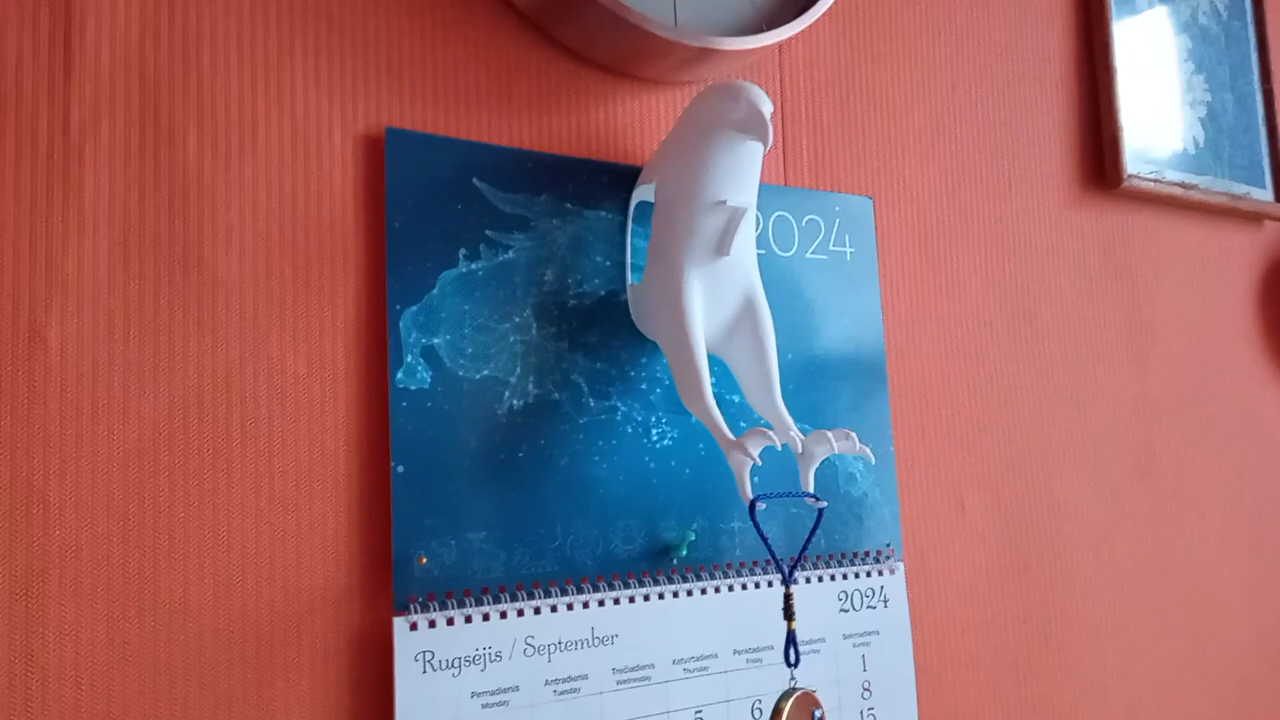 2024
2024
Rugsėjis / September
Pirmadienis Antradienis Trečiadienis Ketvirtadienis Penktadienis Sekmadienis
Monday Tuesday Wednesday Thursday Friday Sunday
1
8
5 6 15